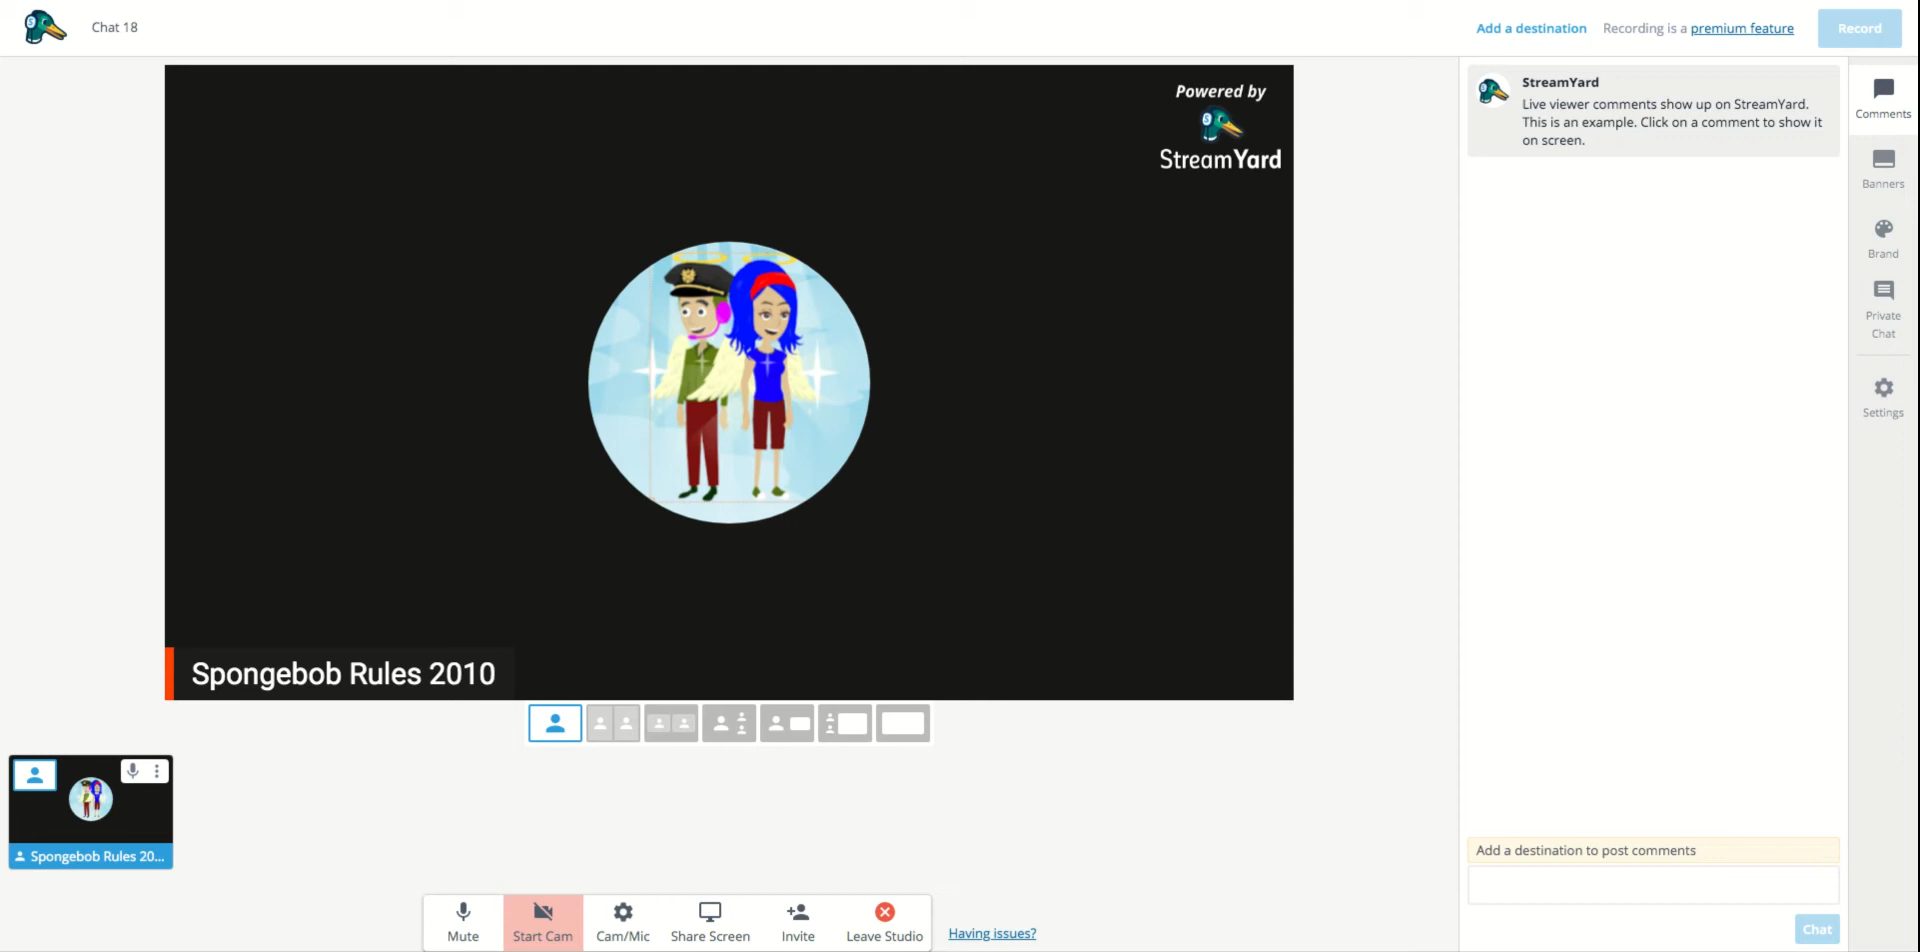 Chat 18
Add a destination
Recording is a premium feature
Record
Powered by
StreamYard
Spongebob Rules 2010
Spongebob Rules 20...
Mute
Start Cam
Cam/Mic
Share Screen
Invite
Leave Studio
Having issues?
StreamYard
Live viewer comments show up on StreamYard.
This is an example. Click on a comment to show it
on screen.
Add a destination to post comments
Chat
Comments
Banners
Brand
Private
Chat
Settings